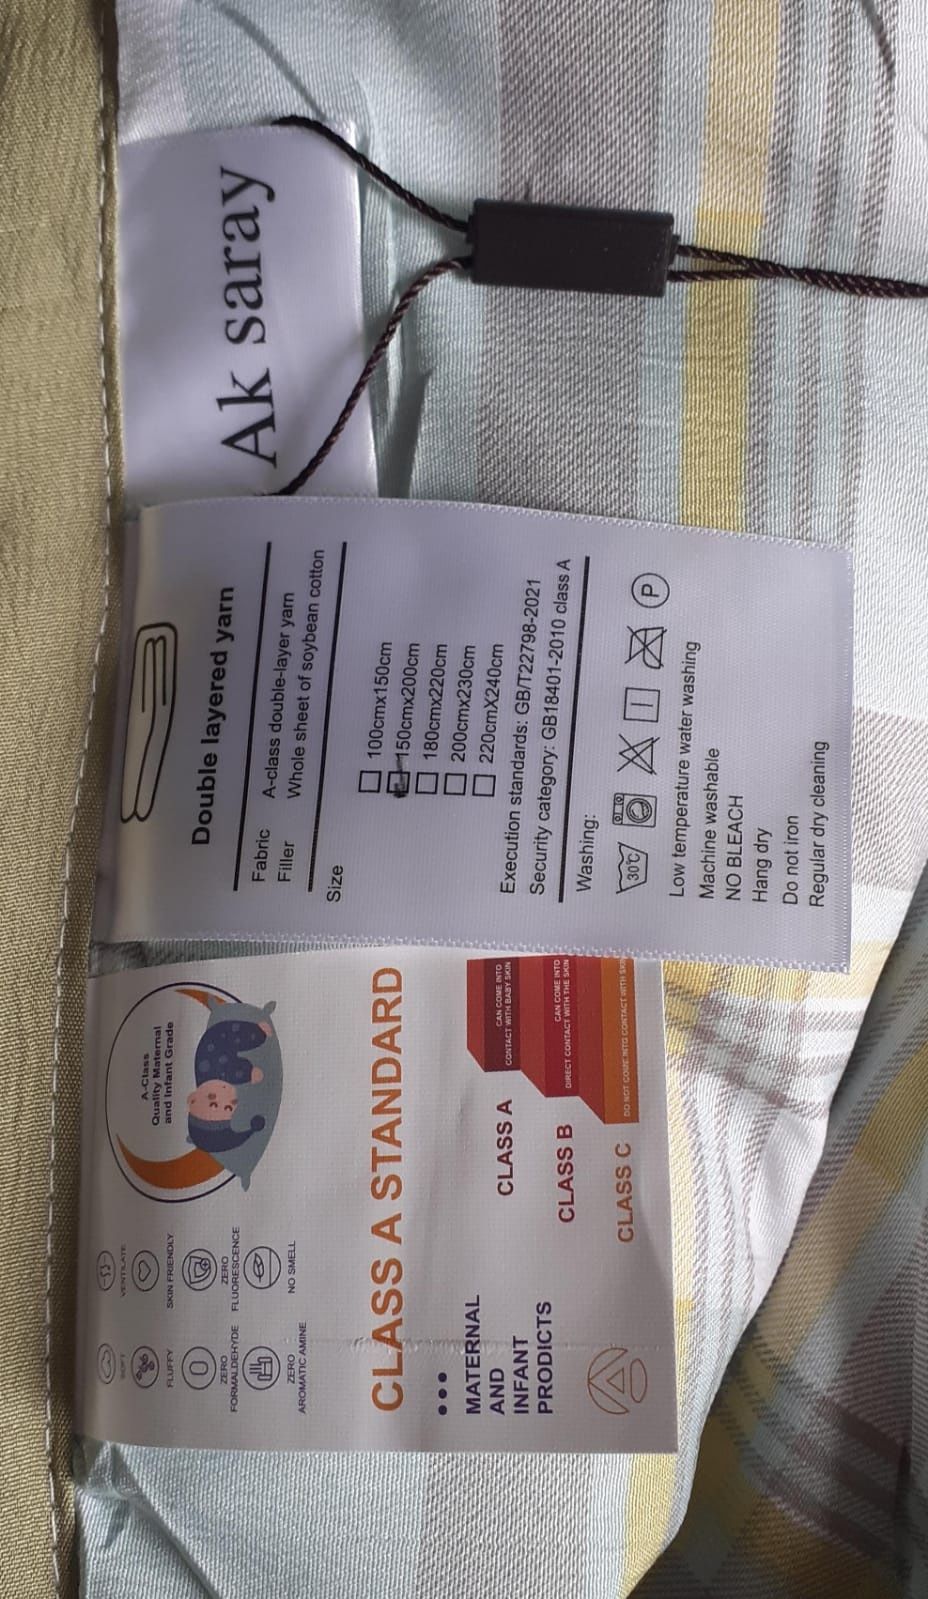 Ak saray
Double layered yarn
Fabric A-class double-layer yarn
Filler Whole sheet of soybean cotton
Size
100cmx150cm
150cmx200cm
180cmx220cm
200cmx230cm
220cmX240cm
Execution standards: GB/T22798-2021
Security category: GB18401-2010 class A
Washing:
30°C
P
Low temperature water washing
Machine washable
NO BLEACH
Hang dry
Do not iron
Regular dry cleaning
A-Class
Quality Maternal
and Infant Grade
SOFT VENTILATE
FLUFFY SKIN FRIENDLY
ZERO FORMALDEHYDE ZERO FLUORESCENCE
ZERO AROMATIC AMINE NO SMELL
CLASS A STANDARD
MATERNAL
AND
INFANT
PRODICTS
CLASS A
CAN COME INTO
CONTACT WITH BABY SKIN
CLASS B
CAN COME INTO
DIRECT CONTACT WITH THE SKIN
CLASS C
DO NOT COME INTO CONTACT WITH SKIN